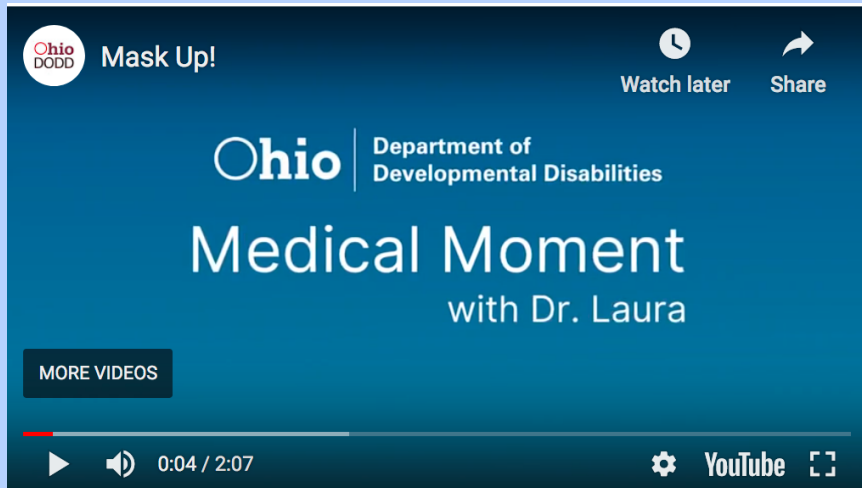 Ohio
DODD
Mask Up!
Watch later
Share
Ohio
Department of
Developmental Disabilities
Medical Moment
with Dr. Laura
MORE VIDEOS
0:04 / 2:07
YouTube